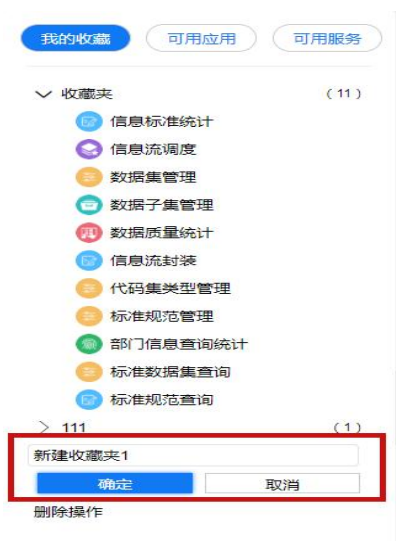 我的收藏 可用应用 可用服务
收藏夹 (11)
信息标准统计
信息流调度
数据集管理
数据子集管理
数据质量统计
信息流封装
代码集类型管理
标准规范管理
部门信息查询统计
标准数据集查询
标准规范查询
111 (1)
新建收藏夹1
确定 取消
删除操作